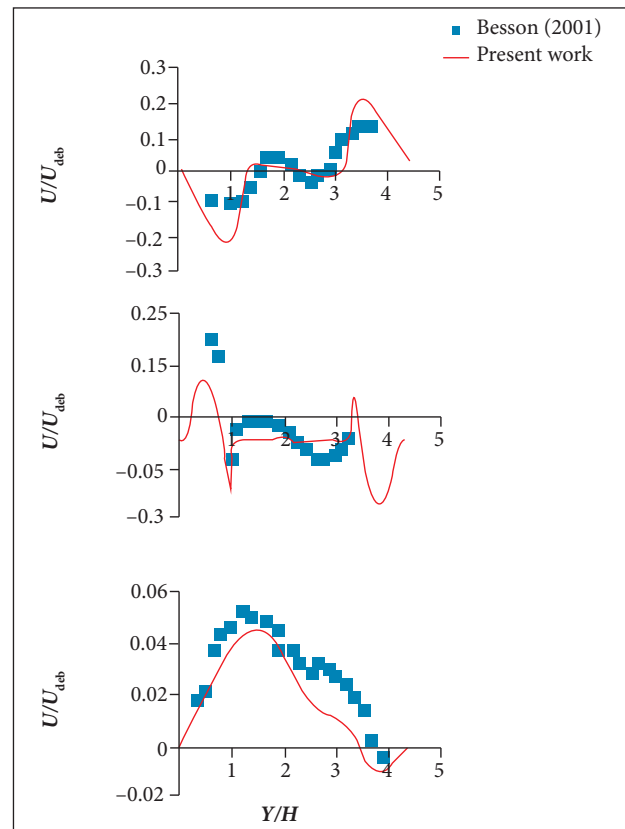 Besson (2001)
Present work
0.3
0.2
0.1
0
–0.1
–0.2
–0.3
1 2 3 4 5
U/Udeb
0.25
0.15
0
–0.05
–0.3
1 2 3 4 5
U/Udeb
0.06
0.04
0.02
0
–0.02
1 2 3 4 5
U/Udeb
Y/H